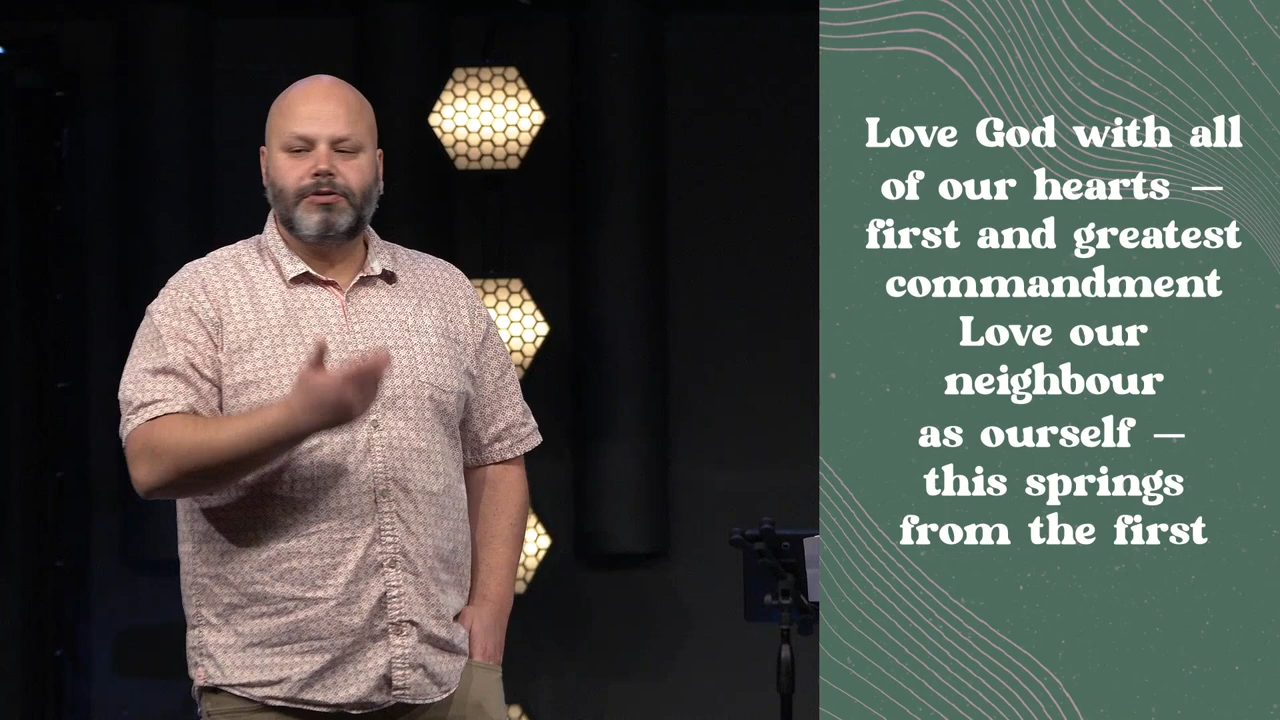 Love God with all
of our hearts —
first and greatest
commandment
Love our
neighbour
as ourself —
this springs
from the first